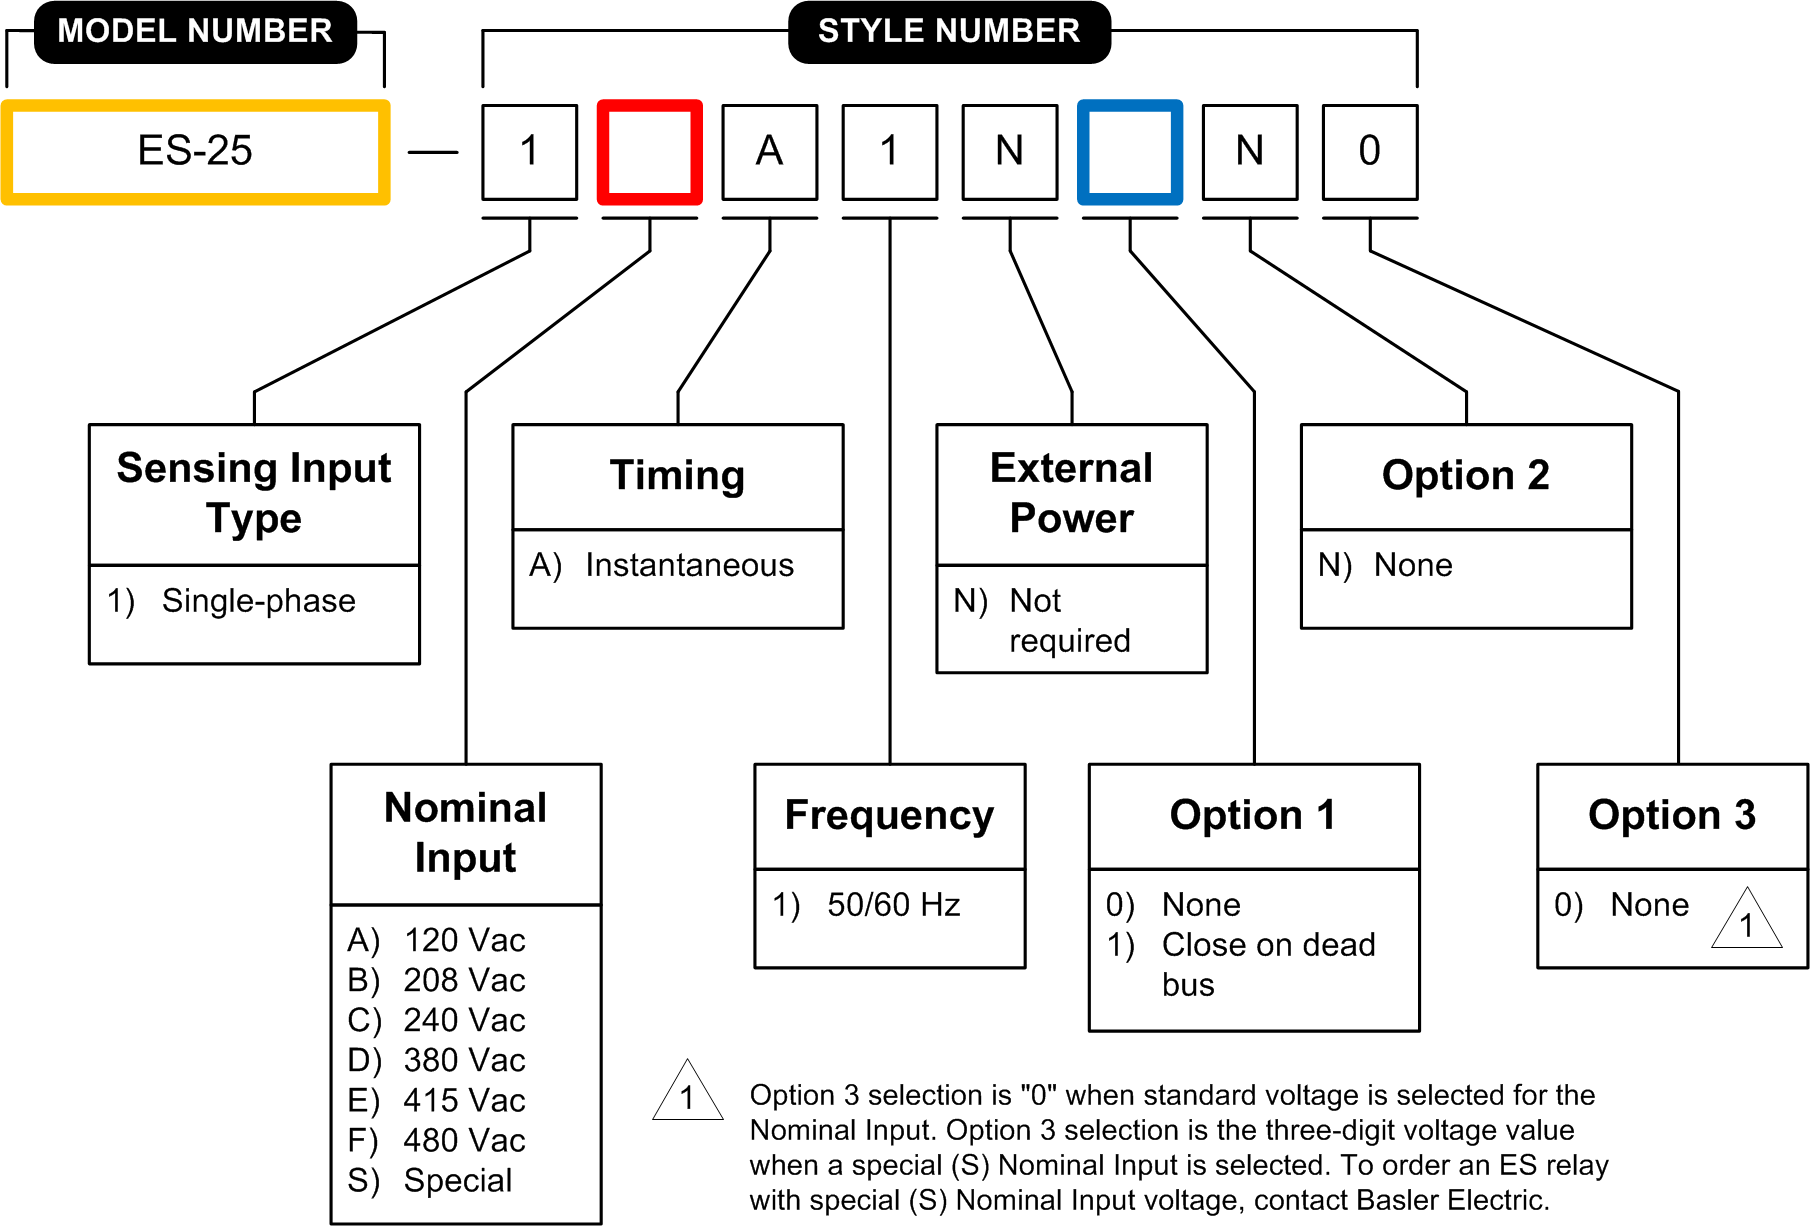 MODEL NUMBER
STYLE NUMBER
ES-25 — 1 A 1 N N 0
Sensing Input
Type
1) Single-phase
Timing
A) Instantaneous
External
Power
N) Not
required
Option 2
N) None
Nominal
Input
A) 120 Vac
B) 208 Vac
C) 240 Vac
D) 380 Vac
E) 415 Vac
F) 480 Vac
S) Special
Frequency
1) 50/60 Hz
Option 1
0) None
1) Close on dead
bus
Option 3
0) None 1
1 Option 3 selection is "0" when standard voltage is selected for the
Nominal Input. Option 3 selection is the three-digit voltage value
when a special (S) Nominal Input is selected. To order an ES relay
with special (S) Nominal Input voltage, contact Basler Electric.